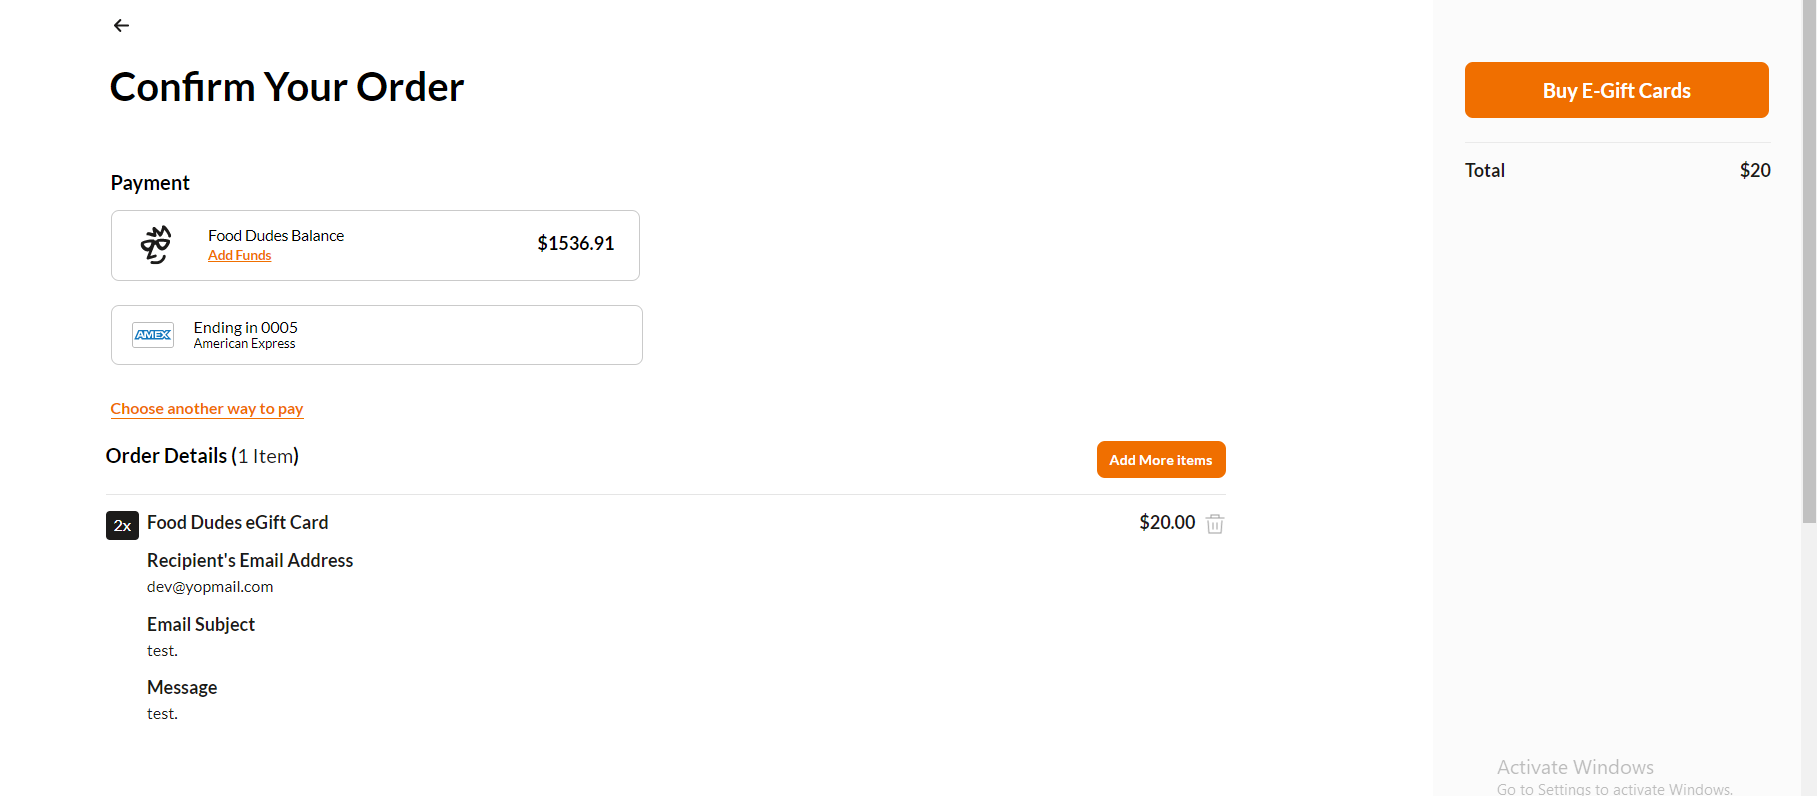 Confirm Your Order
Buy E-Gift Cards
Total $20
Payment
Food Dudes Balance
Add Funds
$1536.91
AMEX
Ending in 0005
American Express
Choose another way to pay
Order Details (1 Item)
Add More items
2x Food Dudes eGift Card $20.00
Recipient's Email Address
dev@yopmail.com
Email Subject
test.
Message
test.
Activate Windows
Go to Settings to activate Windows.